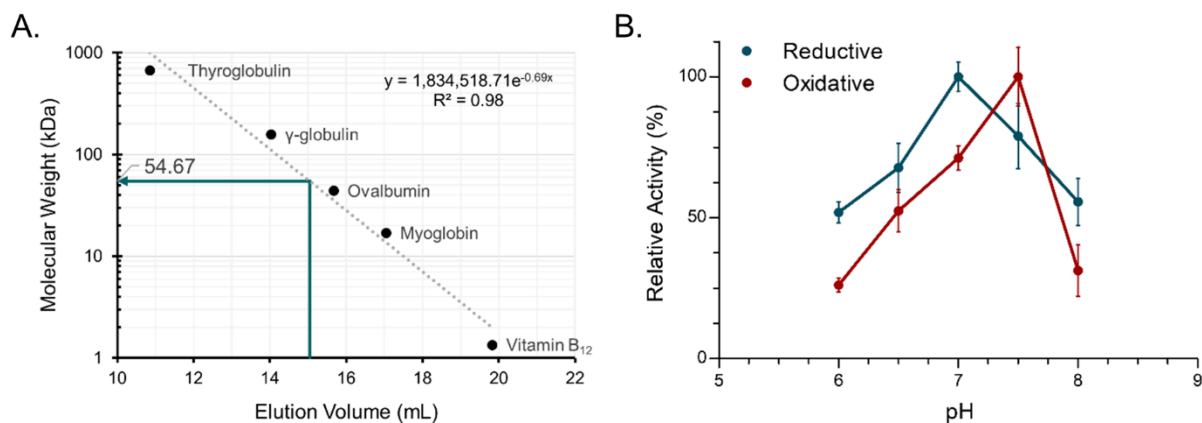 A.
1000
100
10
1
Molecular Weight (kDa)
Thyroglobulin
γ-globulin
Ovalbumin
Myoglobin
Vitamin B₁₂
54.67
y = 1,834,518.71e⁻⁰·⁶⁹ˣ
R² = 0.98
10 12 14 16 18 20 22
Elution Volume (mL)
B.
Reductive
Oxidative
100
50
0
Relative Activity (%)
5 6 7 8 9
pH